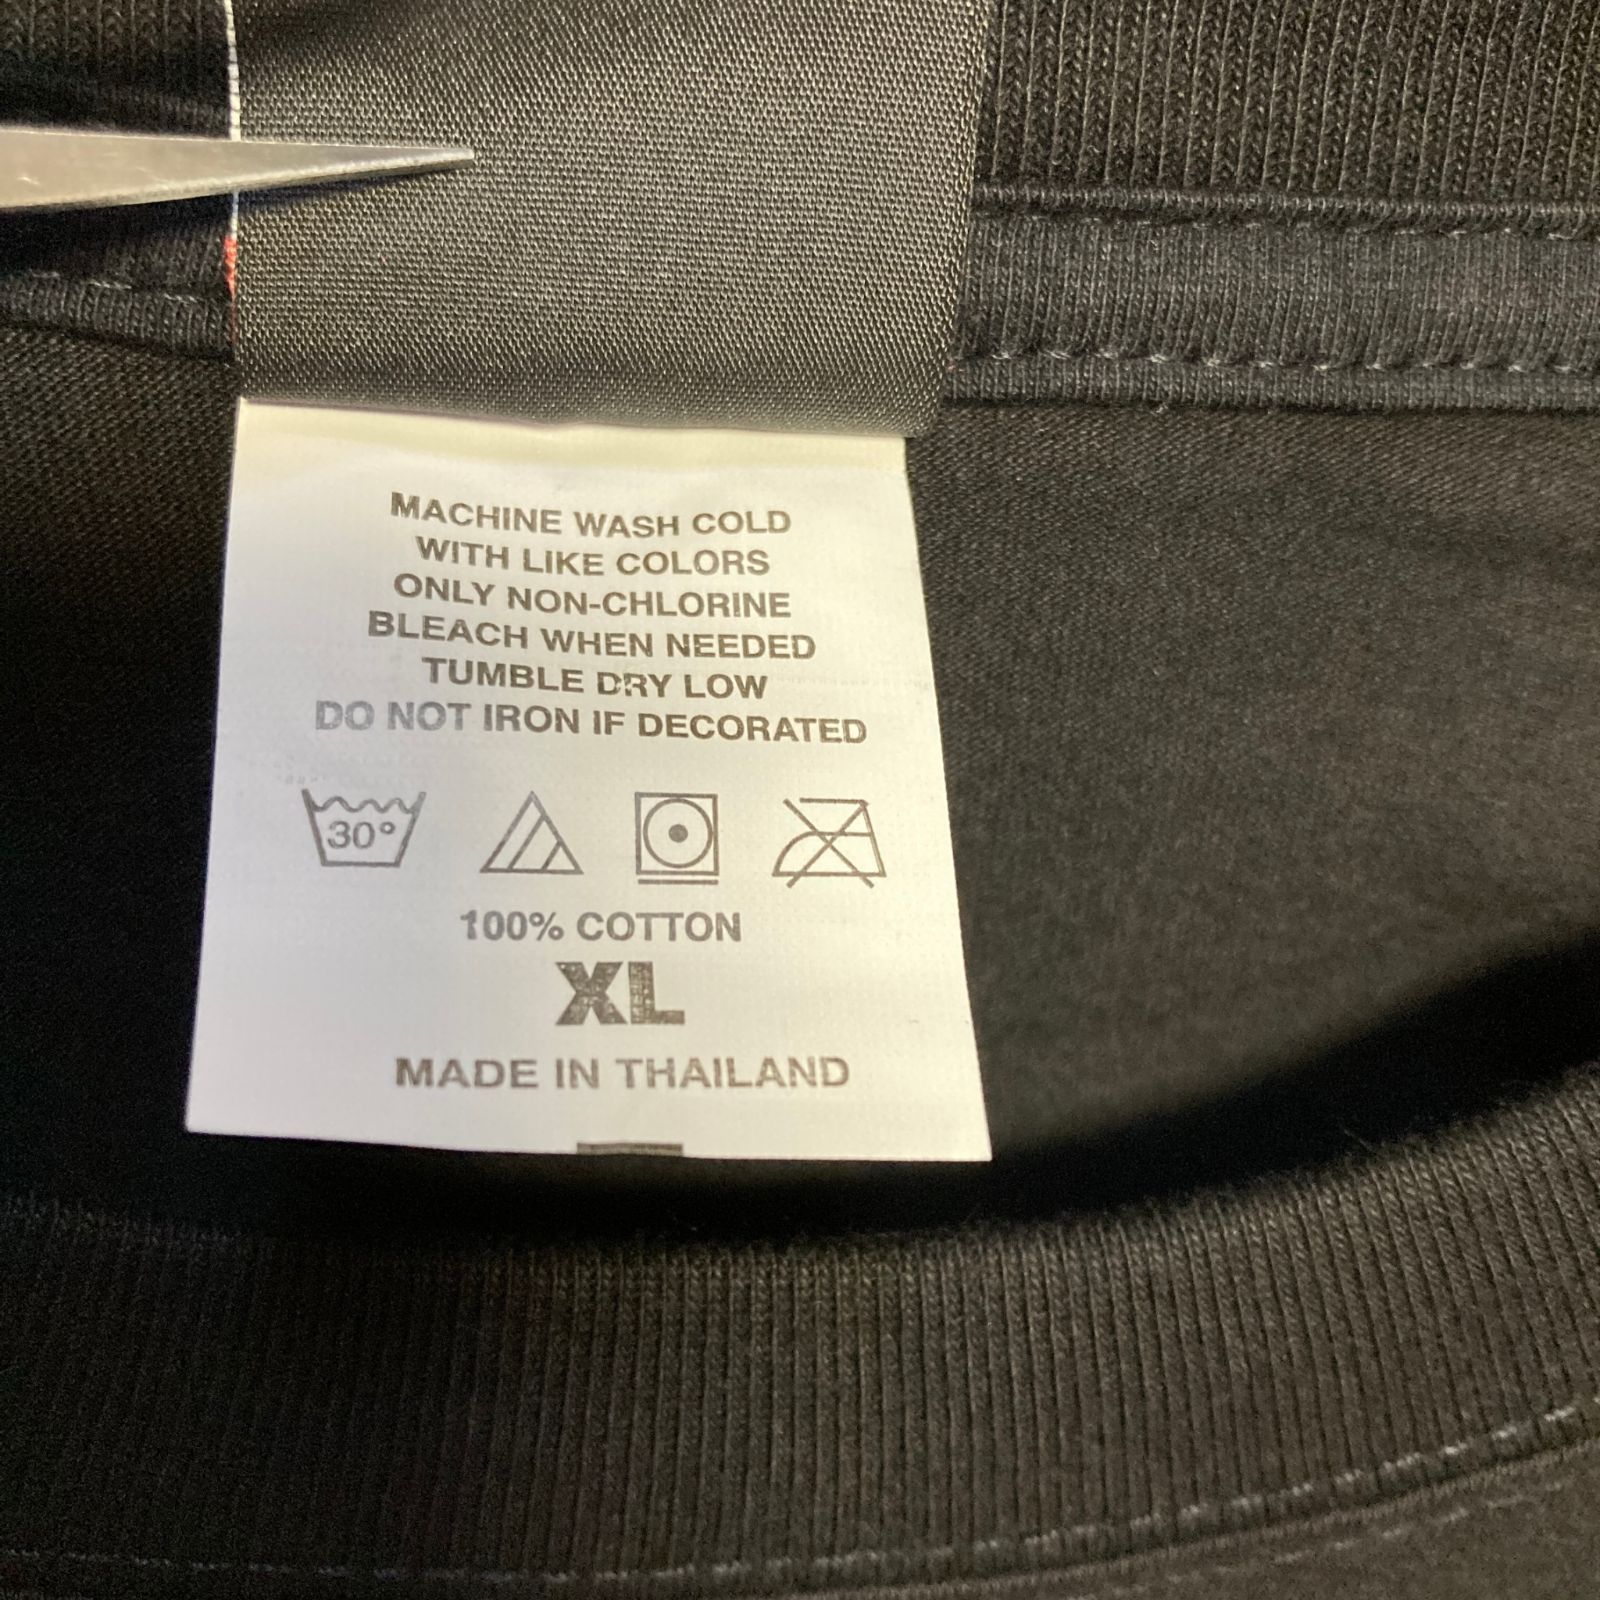 MACHINE WASH COLD
WITH LIKE COLORS
ONLY NON-CHLORINE
BLEACH WHEN NEEDED
TUMBLE DRY LOW
DO NOT IRON IF DECORATED
30°
100% COTTON
XL
MADE IN THAILAND